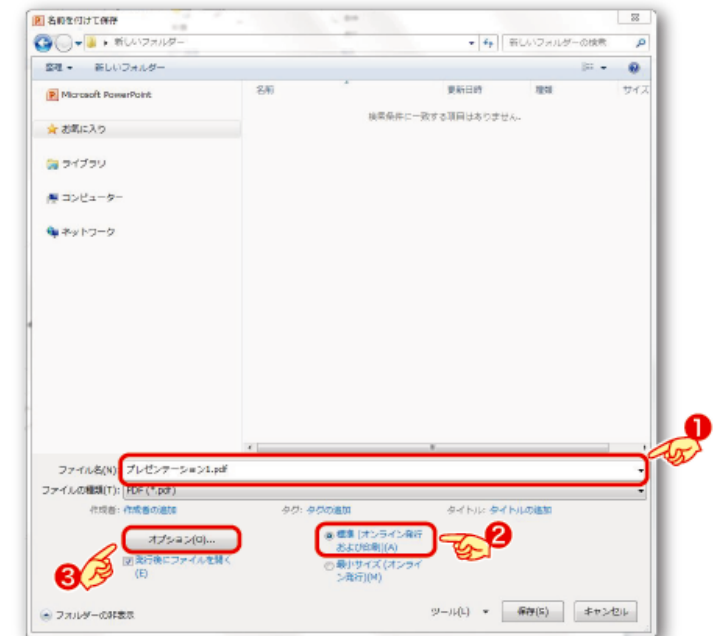 名前を付けて保存
新しいフォルダー
新しいフォルダーの検索
整理 新しいフォルダー
Microsoft PowerPoint
名前 更新日時 種類 サイズ
検索条件に一致する項目はありません。
お気に入り
ライブラリ
コンピューター
ネットワーク
1
ファイル名(N): プレゼンテーション1.pdf
ファイルの種類(T): PDF (*.pdf)
作成者: 作成者の追加 タグ: タグの追加 タイトル: タイトルの追加
オプション(O)...
標準 (オンライン発行
および印刷)(A)
2
発行後にファイルを開く
(E)
最小サイズ (オンライ
ン発行)(M)
3
フォルダーの非表示
ツール(L) 保存(S) キャンセル